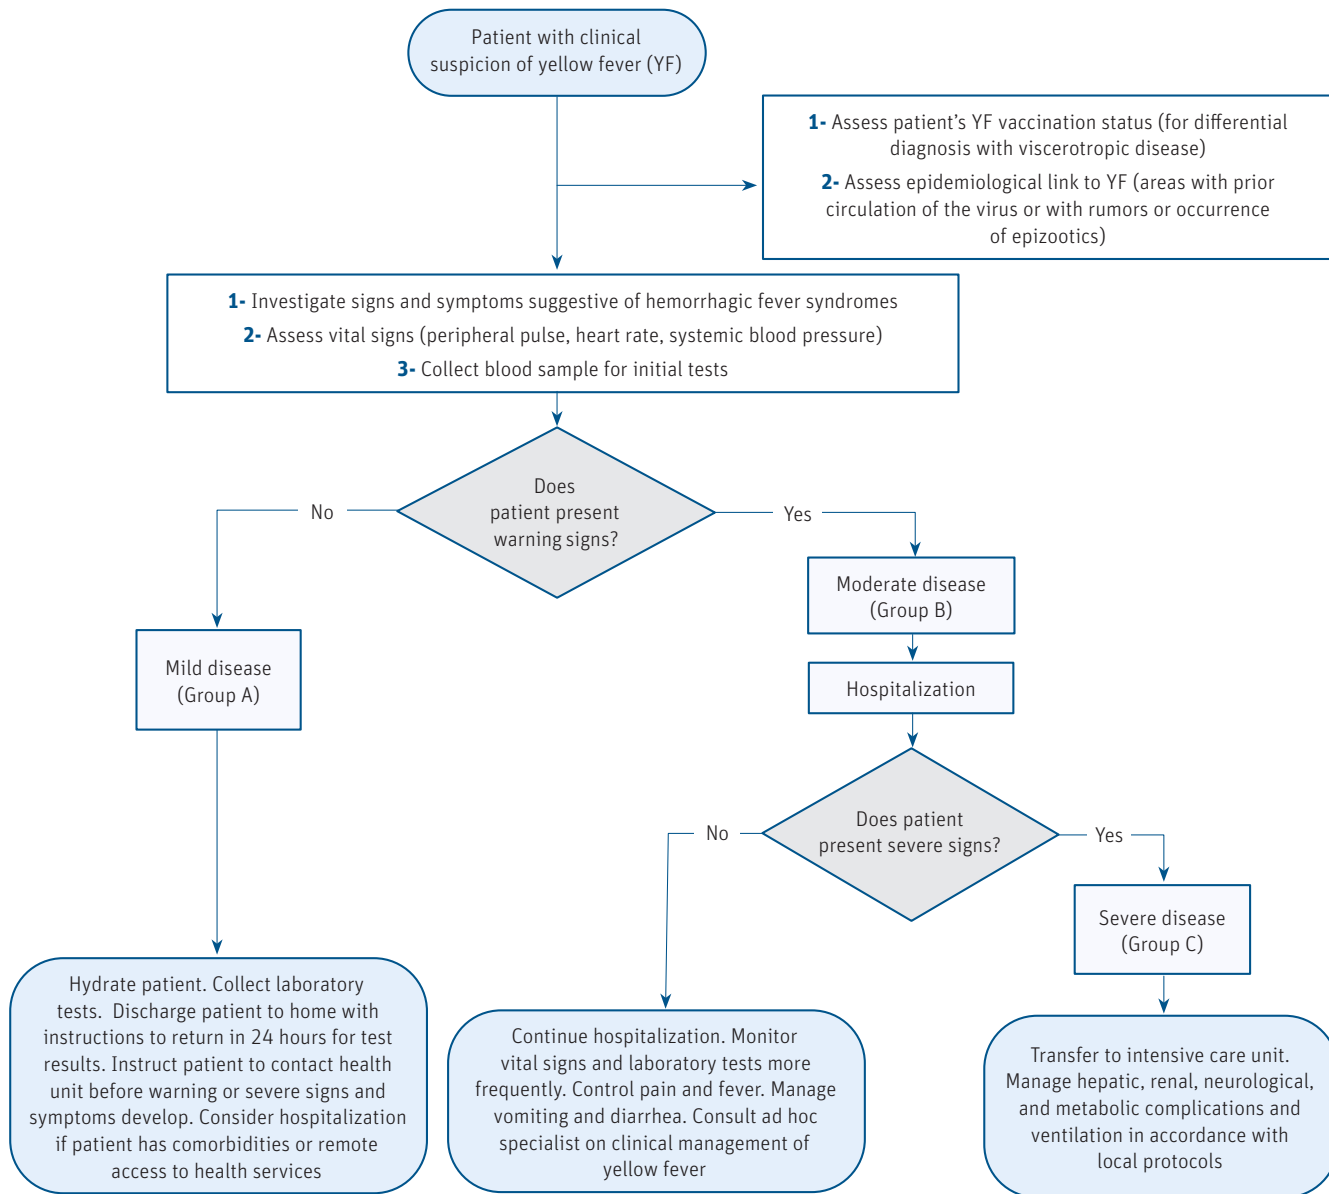 Patient with clinical
suspicion of yellow fever (YF)
1- Assess patient's YF vaccination status (for differential
diagnosis with viscerotropic disease)
2- Assess epidemiological link to YF (areas with prior
circulation of the virus or with rumors or occurrence
of epizootics)
1- Investigate signs and symptoms suggestive of hemorrhagic fever syndromes
2- Assess vital signs (peripheral pulse, heart rate, systemic blood pressure)
3- Collect blood sample for initial tests
Does
patient present
warning signs?
No
Yes
Moderate disease
(Group B)
Mild disease
(Group A)
Hospitalization
Does patient
present severe signs?
No
Yes
Severe disease
(Group C)
Hydrate patient. Collect laboratory
tests. Discharge patient to home with
instructions to return in 24 hours for test
results. Instruct patient to contact health
unit before warning or severe signs and
symptoms develop. Consider hospitalization
if patient has comorbidities or remote
access to health services
Continue hospitalization. Monitor
vital signs and laboratory tests more
frequently. Control pain and fever. Manage
vomiting and diarrhea. Consult ad hoc
specialist on clinical management of
yellow fever
Transfer to intensive care unit.
Manage hepatic, renal, neurological,
and metabolic complications and
ventilation in accordance with
local protocols